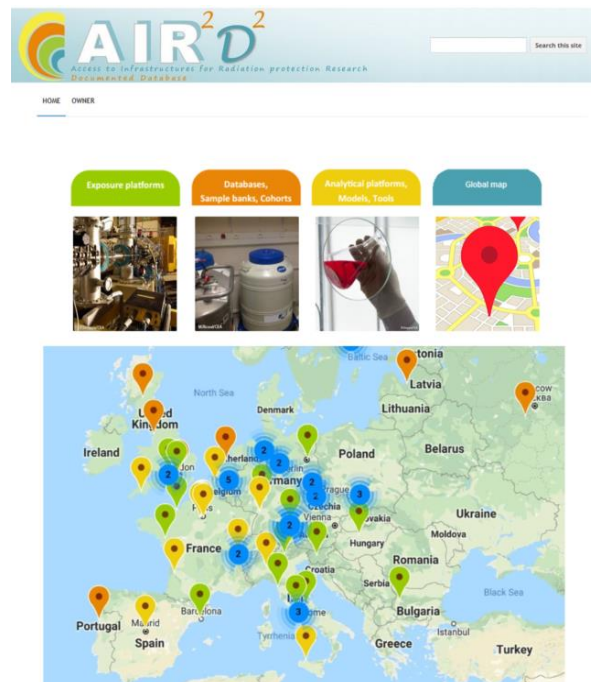 AIR²D²
Access to Infrastructures for Radiation protection Research
Documented Database
Search this site
HOME OWNER
Exposure platforms
Databases,
Sample banks, Cohorts
Analytical platforms,
Models, Tools
Global map
Baltic Sea
tonia
Latvia
North Sea
Denmark
Lithuania
Kingdom
Ireland
Poland
Belarus
2
2
2
5
2
3
2
Vienna
Ukraine
2
France
Hungary
Moldova
2
Romania
Croatia
Serbia
Black Sea
Barcelona
Bulgaria
3
Portugal
Madrid
Istanbul
Spain
Greece
Turkey